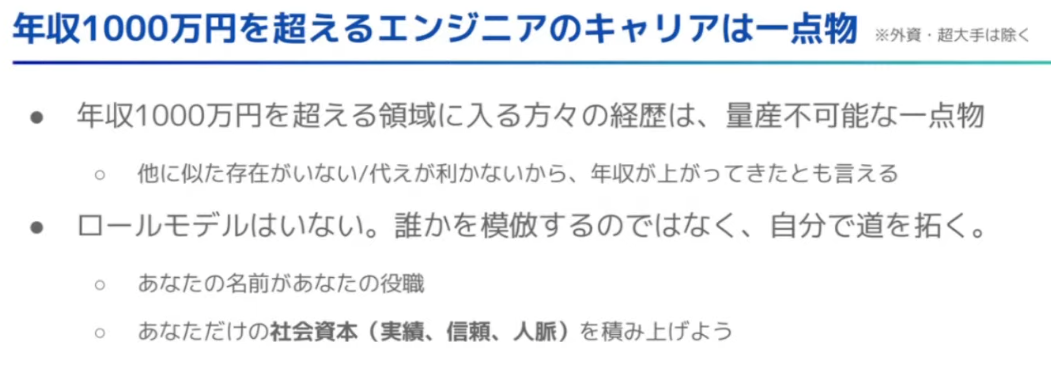 年収1000万円を超えるエンジニアのキャリアは一点物 ※外資・超大手は除く
● 年収1000万円を超える領域に入る方々の経歴は、量産不可能な一点物
○ 他に似た存在がいない/代えが利かないから、年収が上がってきたとも言える
● ロールモデルはいない。誰かを模倣するのではなく、自分で道を拓く。
○ あなたの名前があなたの役職
○ あなただけの社会資本（実績、信頼、人脈）を積み上げよう